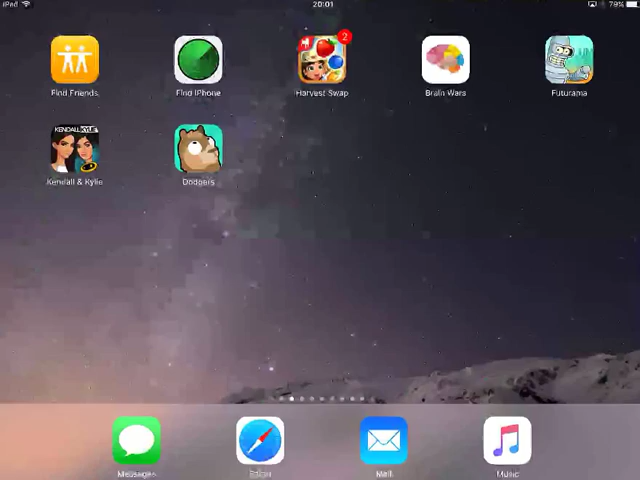 iPad 20:01 79%
2
Find Friends Find iPhone Harvest Swap Brain Wars Futurama
KENDALL KYLIE
Kendall & Kylie Dodgers
Messages Safari Mail Music